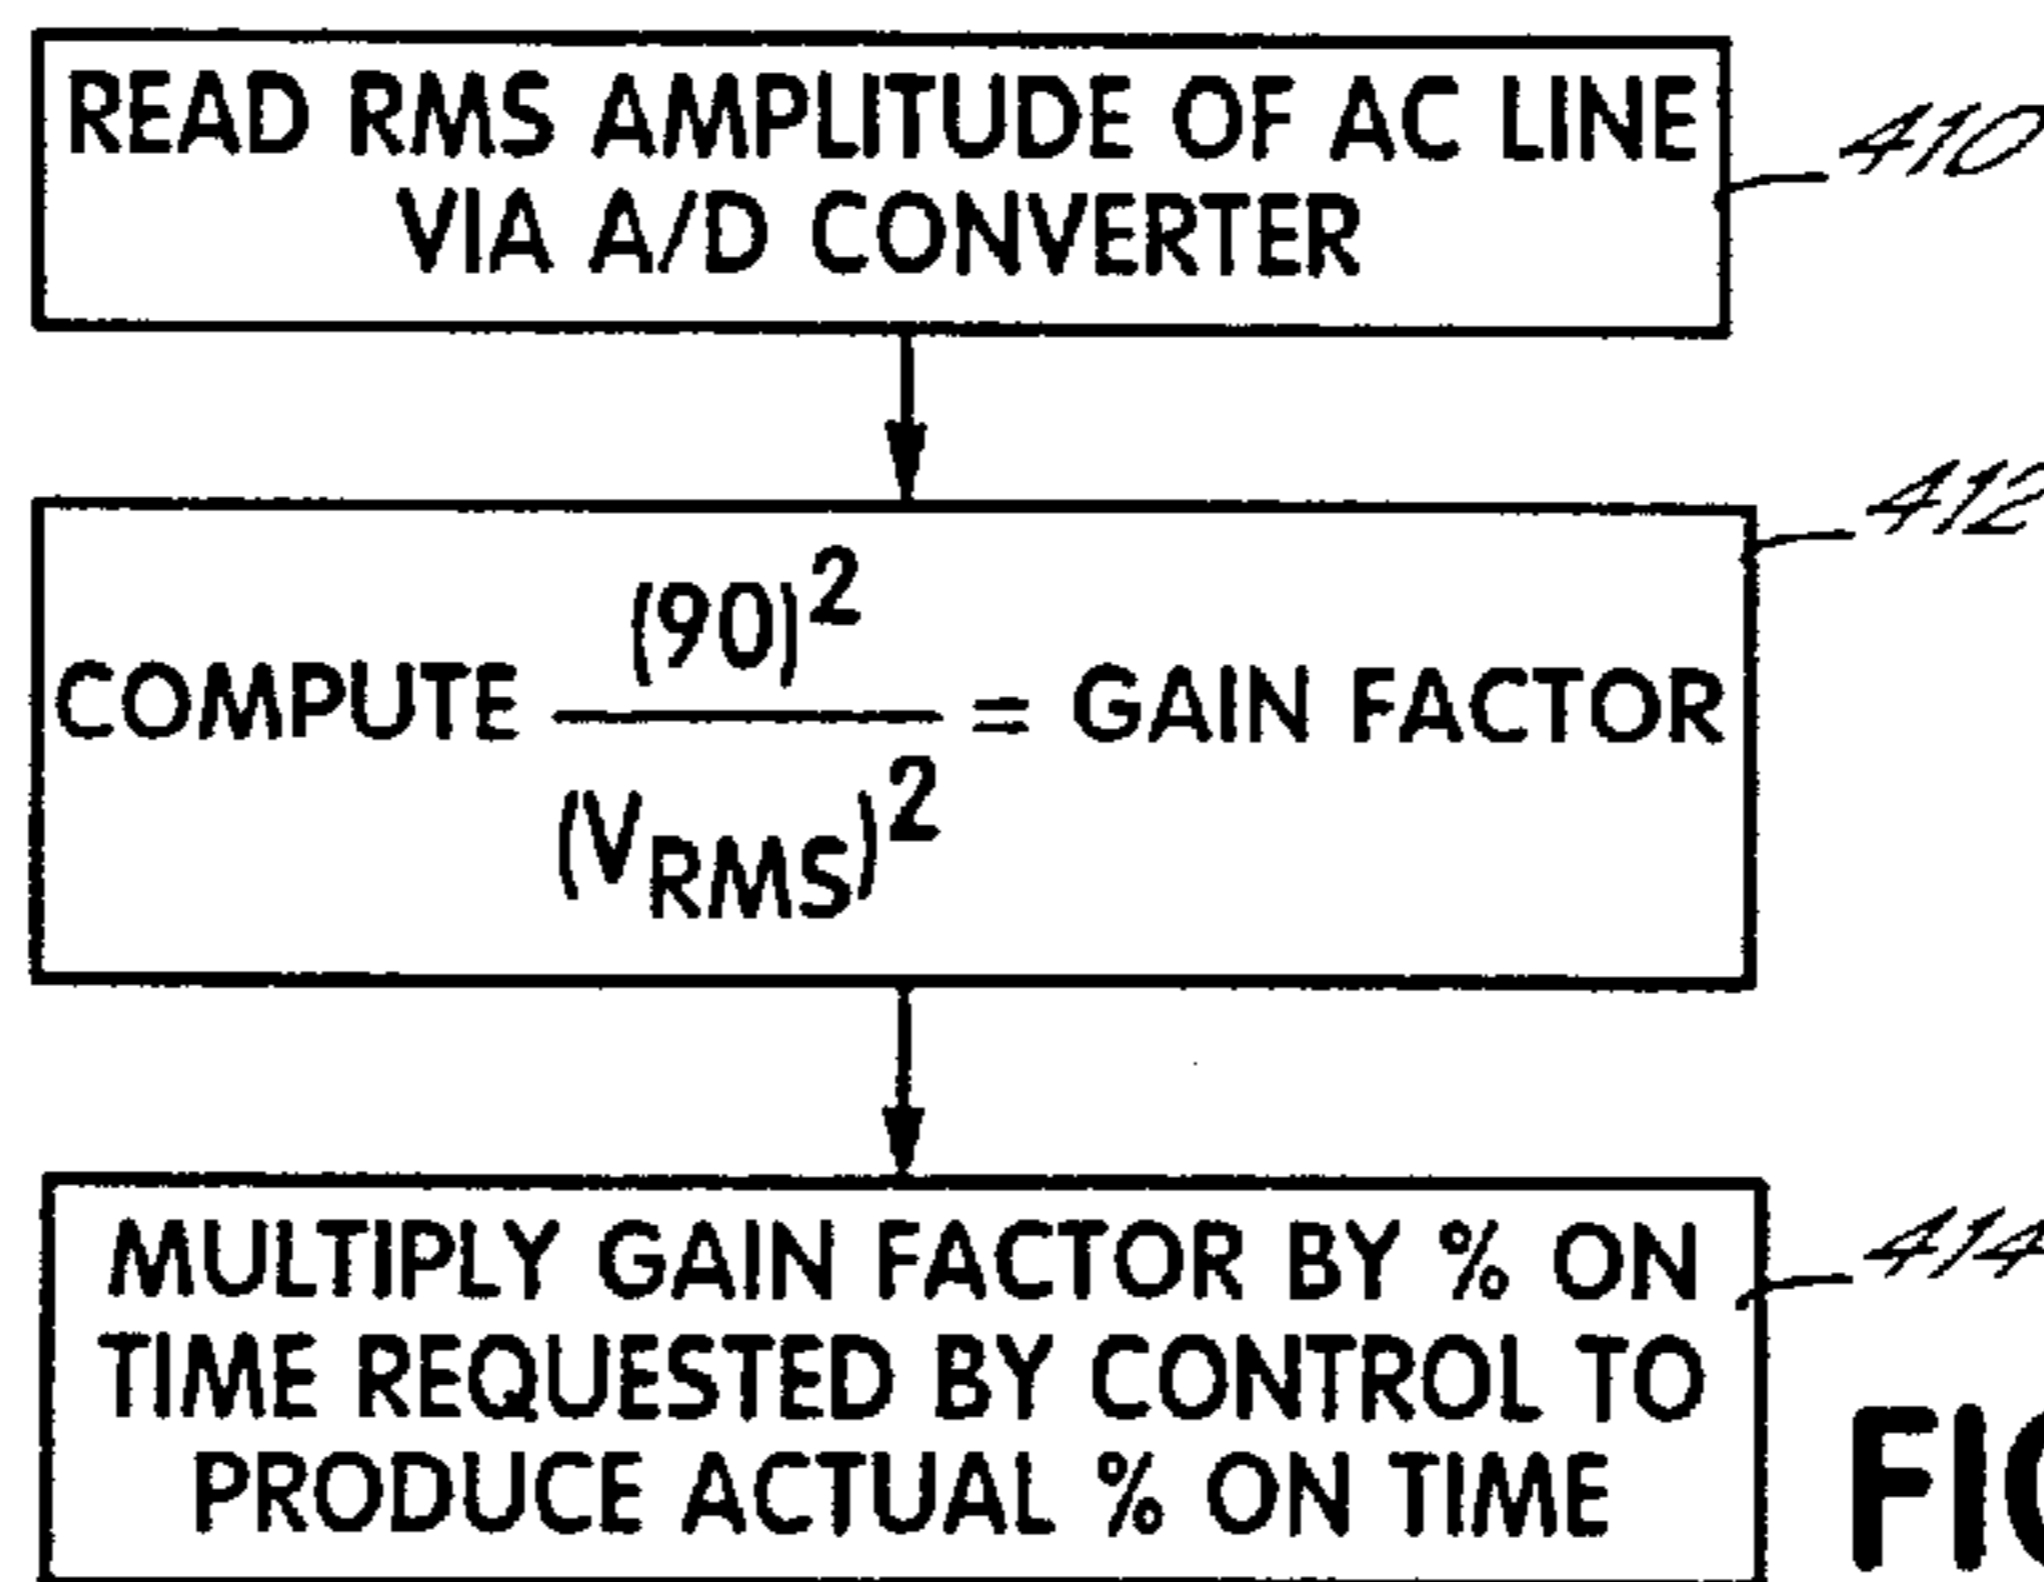 READ RMS AMPLITUDE OF AC LINE
VIA A/D CONVERTER
410
412
COMPUTE (90)² / (V_RMS)² = GAIN FACTOR
MULTIPLY GAIN FACTOR BY % ON
TIME REQUESTED BY CONTROL TO
PRODUCE ACTUAL % ON TIME
414